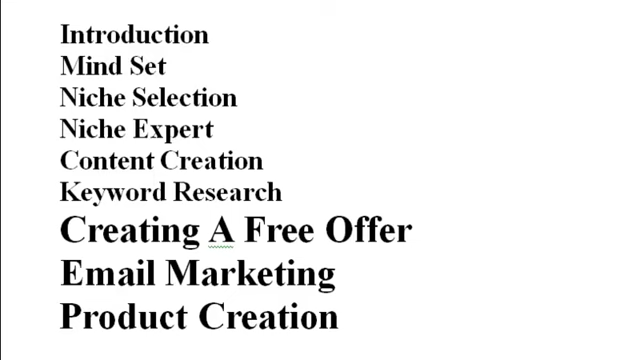 Introduction
Mind Set
Niche Selection
Niche Expert
Content Creation
Keyword Research
Creating A Free Offer
Email Marketing
Product Creation